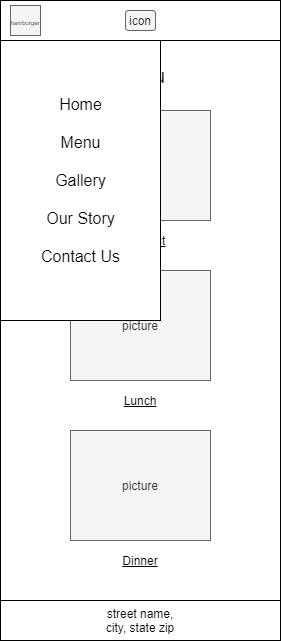 hamburger
icon
Home
Menu
Gallery
Our Story
Contact Us
picture
Lunch
picture
Dinner
street name,
city, state zip